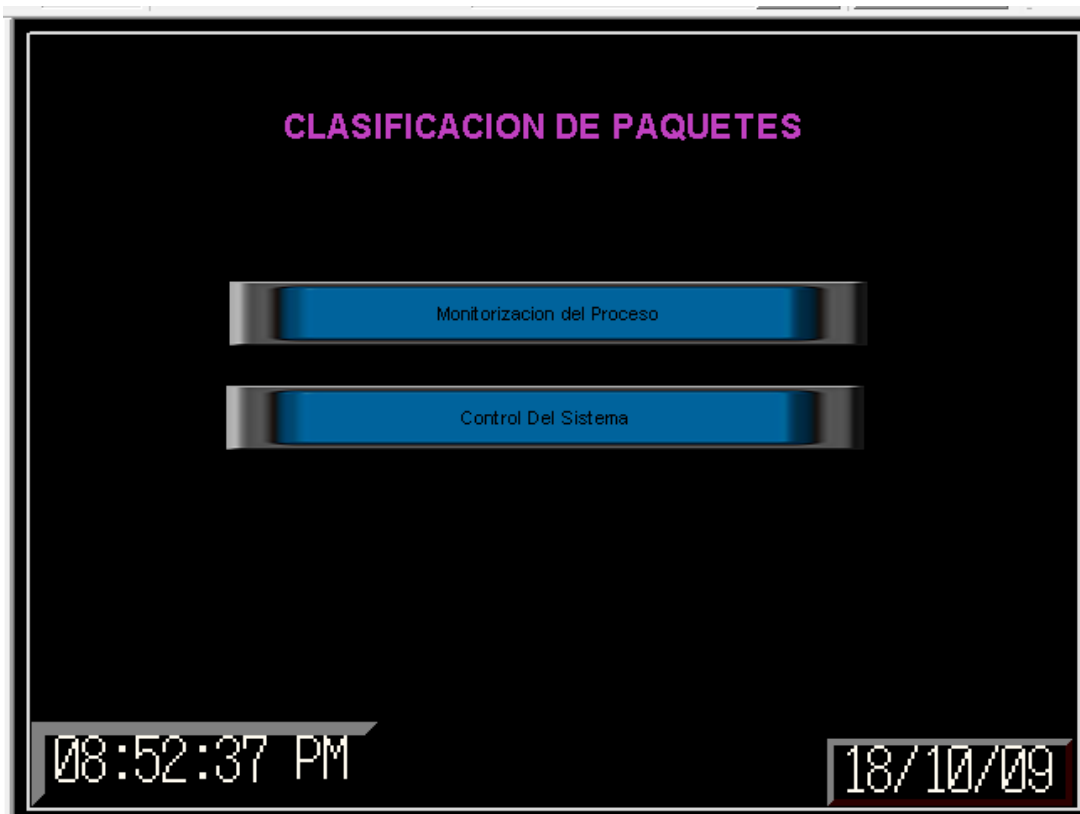 CLASIFICACION DE PAQUETES
Monitorizacion del Proceso
Control Del Sistema
08:52:37 PM
18/10/09